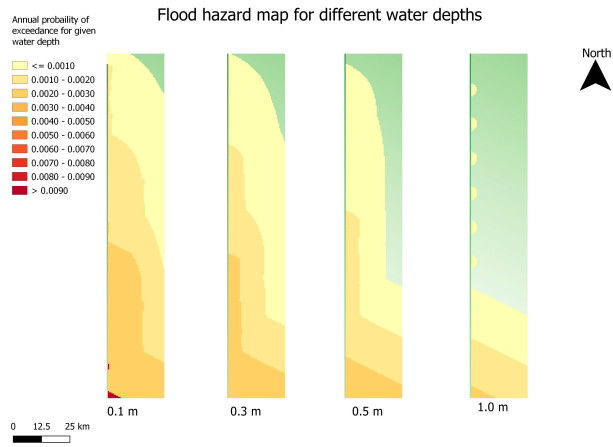 Flood hazard map for different water depths
Annual probaility of
exceedance for given
water depth
<= 0.0010
0.0010 - 0.0020
0.0020 - 0.0030
0.0030 - 0.0040
0.0040 - 0.0050
0.0050 - 0.0060
0.0060 - 0.0070
0.0070 - 0.0080
0.0080 - 0.0090
> 0.0090
North
0.1 m
0.3 m
0.5 m
1.0 m
0 12.5 25 km